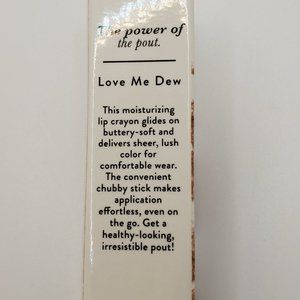 The power of
the pout.
Love Me Dew
This moisturizing
lip crayon glides on
buttery-soft and
delivers sheer, lush
color for
comfortable wear.
The convenient
chubby stick makes
application
effortless, even on
the go. Get a
healthy-looking,
irresistible pout!